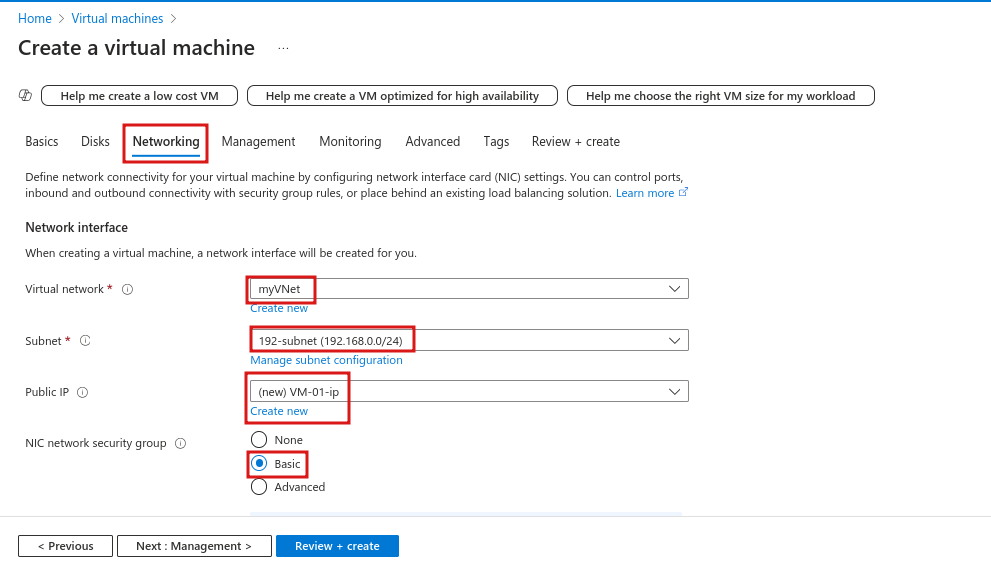 Home > Virtual machines >
Create a virtual machine ...
Help me create a low cost VM
Help me create a VM optimized for high availability
Help me choose the right VM size for my workload
Basics Disks Networking Management Monitoring Advanced Tags Review + create
Define network connectivity for your virtual machine by configuring network interface card (NIC) settings. You can control ports,
inbound and outbound connectivity with security group rules, or place behind an existing load balancing solution. Learn more
Network interface
When creating a virtual machine, a network interface will be created for you.
Virtual network * myVNet
Create new
Subnet * 192-subnet (192.168.0.0/24)
Manage subnet configuration
Public IP (new) VM-01-ip
Create new
NIC network security group None
Basic
Advanced
< Previous Next : Management > Review + create